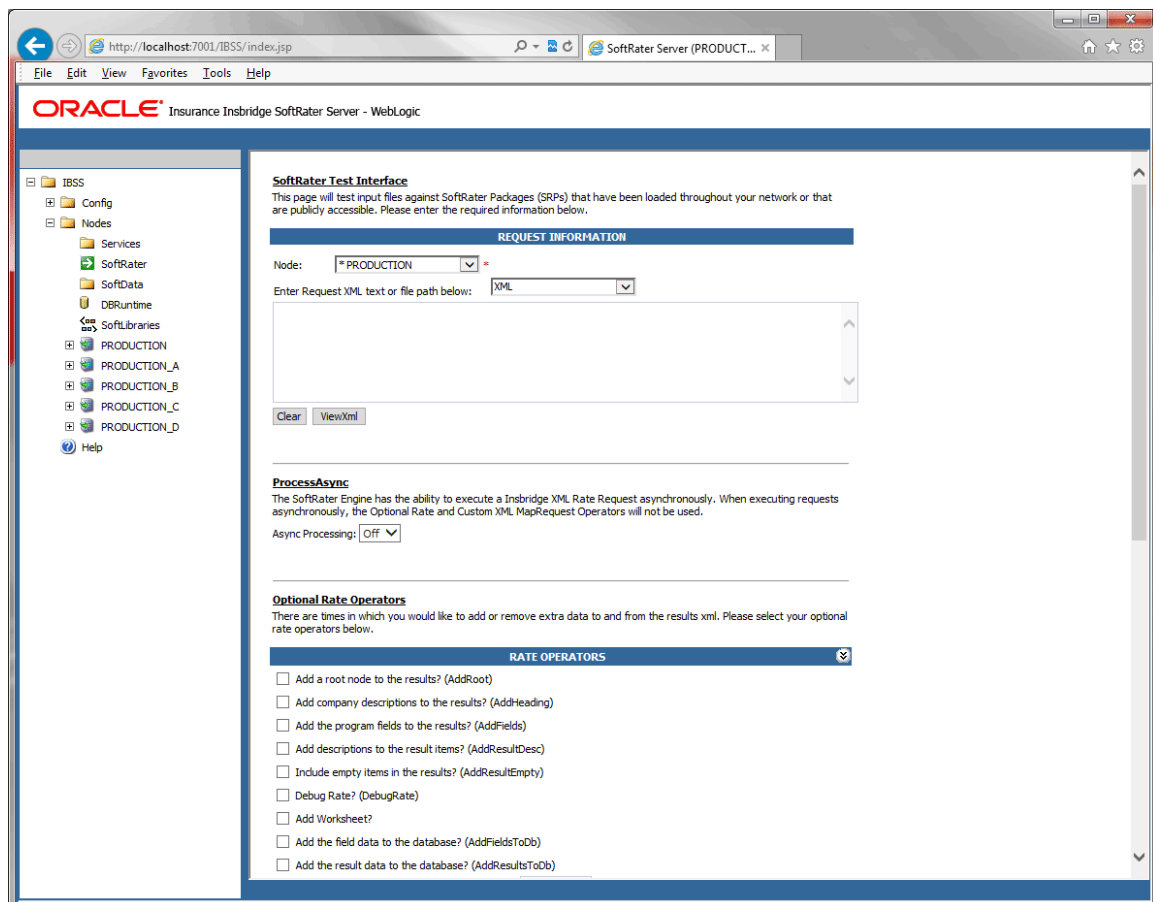 http://localhost:7001/IBSS/index.jsp
SoftRater Server (PRODUCT...
File Edit View Favorites Tools Help
ORACLE Insurance Insbridge SoftRater Server - WebLogic
IBSS
Config
Nodes
Services
SoftRater
SoftData
DBRuntime
SoftLibraries
PRODUCTION
PRODUCTION_A
PRODUCTION_B
PRODUCTION_C
PRODUCTION_D
Help
SoftRater Test Interface
This page will test input files against SoftRater Packages (SRPs) that have been loaded throughout your network or that
are publicly accessible. Please enter the required information below.
REQUEST INFORMATION
Node: * PRODUCTION *
Enter Request XML text or file path below: XML
Clear ViewXml
ProcessAsync
The SoftRater Engine has the ability to execute a Insbridge XML Rate Request asynchronously. When executing requests
asynchronously, the Optional Rate and Custom XML MapRequest Operators will not be used.
Async Processing: Off
Optional Rate Operators
There are times in which you would like to add or remove extra data to and from the results xml. Please select your optional
rate operators below.
RATE OPERATORS
Add a root node to the results? (AddRoot)
Add company descriptions to the results? (AddHeading)
Add the program fields to the results? (AddFields)
Add descriptions to the result items? (AddResultDesc)
Include empty items in the results? (AddResultEmpty)
Debug Rate? (DebugRate)
Add Worksheet?
Add the field data to the database? (AddFieldsToDb)
Add the result data to the database? (AddResultsToDb)